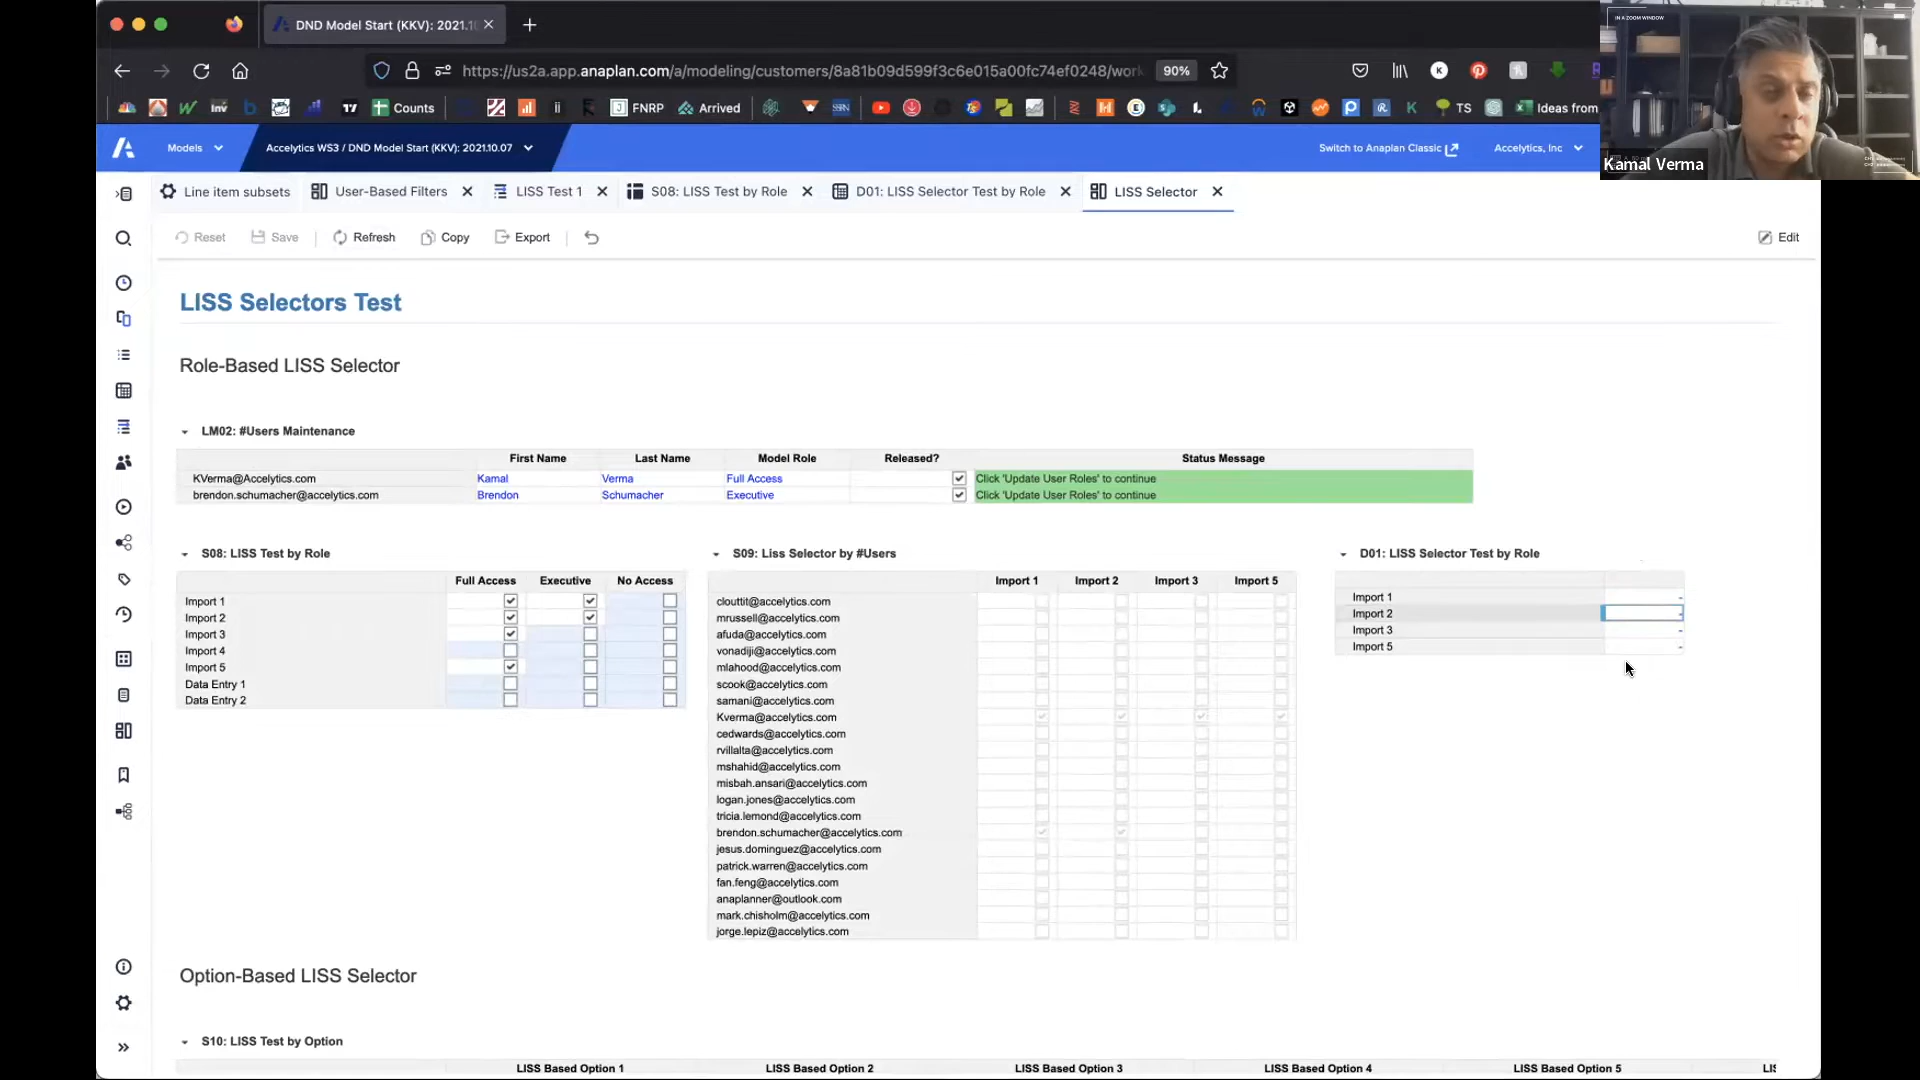 DND Model Start (KKV): 2021.10
https://us2a.app.anaplan.com/a/modeling/customers/8a81b09d599f3c6e015a00fc74ef0248/wor
90%
Counts
FNRP
Arrived
TS
Ideas from
IN A ZOOM WINDOW
Kamal Verma
Models
Accelytics WS3 / DND Model Start (KKV): 2021.10.07
Switch to Anaplan Classic
Accelytics, Inc
Line item subsets
User-Based Filters
LISS Test 1
S08: LISS Test by Role
D01: LISS Selector Test by Role
LISS Selector
Reset
Save
Refresh
Copy
Export
Edit
LISS Selectors Test
Role-Based LISS Selector
LM02: #Users Maintenance
First Name Last Name Model Role Released? Status Message
KVerma@Accelytics.com Kamal Verma Full Access Click 'Update User Roles' to continue
brendon.schumacher@accelytics.com Brendon Schumacher Executive Click 'Update User Roles' to continue
S08: LISS Test by Role
Full Access Executive No Access
Import 1
Import 2
Import 3
Import 4
Import 5
Data Entry 1
Data Entry 2
S09: Liss Selector by #Users
Import 1 Import 2 Import 3 Import 5
clouttit@accelytics.com
mrussell@accelytics.com
afuda@accelytics.com
vonadiji@accelytics.com
mlahood@accelytics.com
scook@accelytics.com
samani@accelytics.com
Kverma@accelytics.com
cedwards@accelytics.com
rvillalta@accelytics.com
mshahid@accelytics.com
misbah.ansari@accelytics.com
logan.jones@accelytics.com
tricia.lemond@accelytics.com
brendon.schumacher@accelytics.com
jesus.dominguez@accelytics.com
patrick.warren@accelytics.com
fan.feng@accelytics.com
anaplanner@outlook.com
mark.chisholm@accelytics.com
jorge.lepiz@accelytics.com
D01: LISS Selector Test by Role
Import 1 -
Import 2 -
Import 3 -
Import 5 -
Option-Based LISS Selector
S10: LISS Test by Option
LISS Based Option 1 LISS Based Option 2 LISS Based Option 3 LISS Based Option 4 LISS Based Option 5